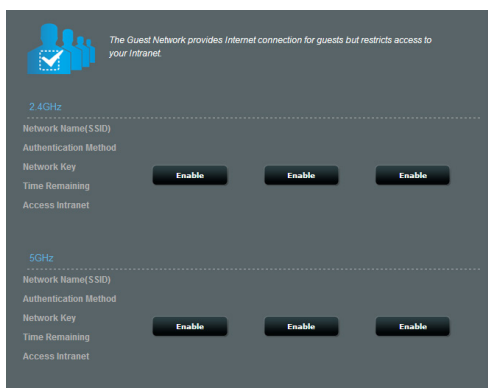 The Guest Network provides Internet connection for guests but restricts access to
your Intranet.
2.4GHz
Network Name(SSID)
Authentication Method
Network Key
Enable Enable Enable
Time Remaining
Access Intranet
5GHz
Network Name(SSID)
Authentication Method
Network Key
Enable Enable Enable
Time Remaining
Access Intranet